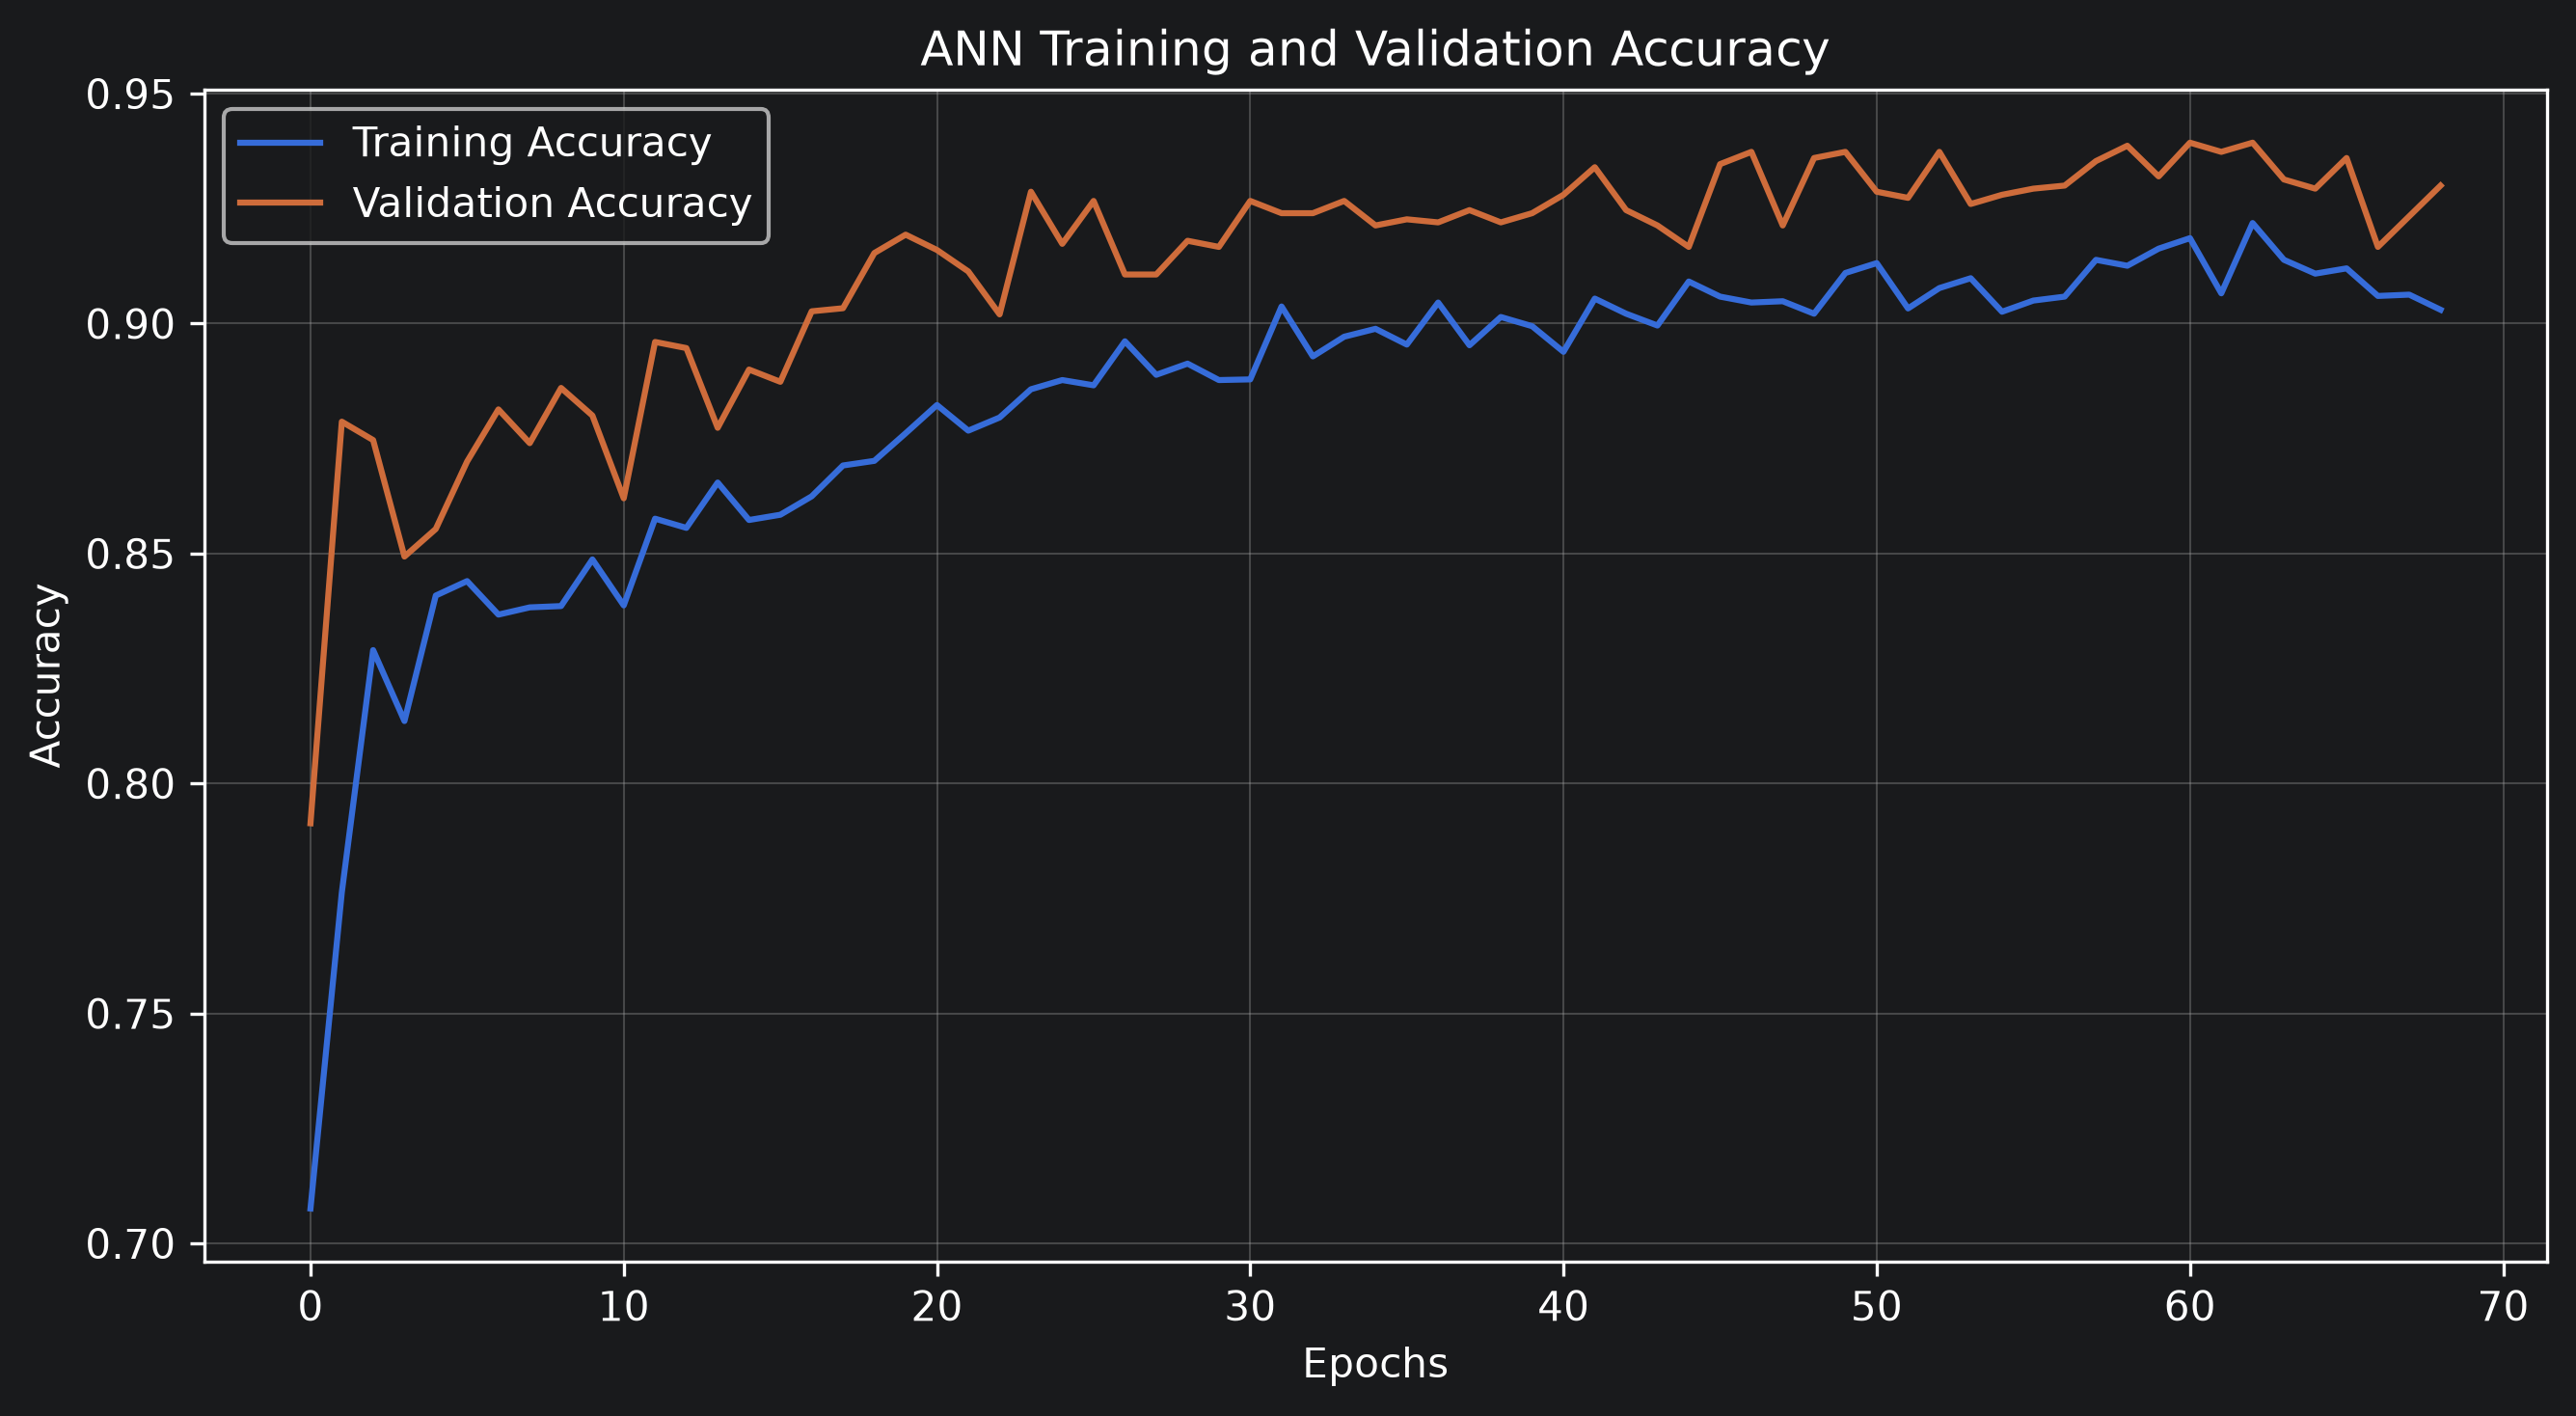 ANN Training and Validation Accuracy
Training Accuracy
Validation Accuracy
0.95
0.90
0.85
0.80
0.75
0.70
Accuracy
0 10 20 30 40 50 60 70
Epochs